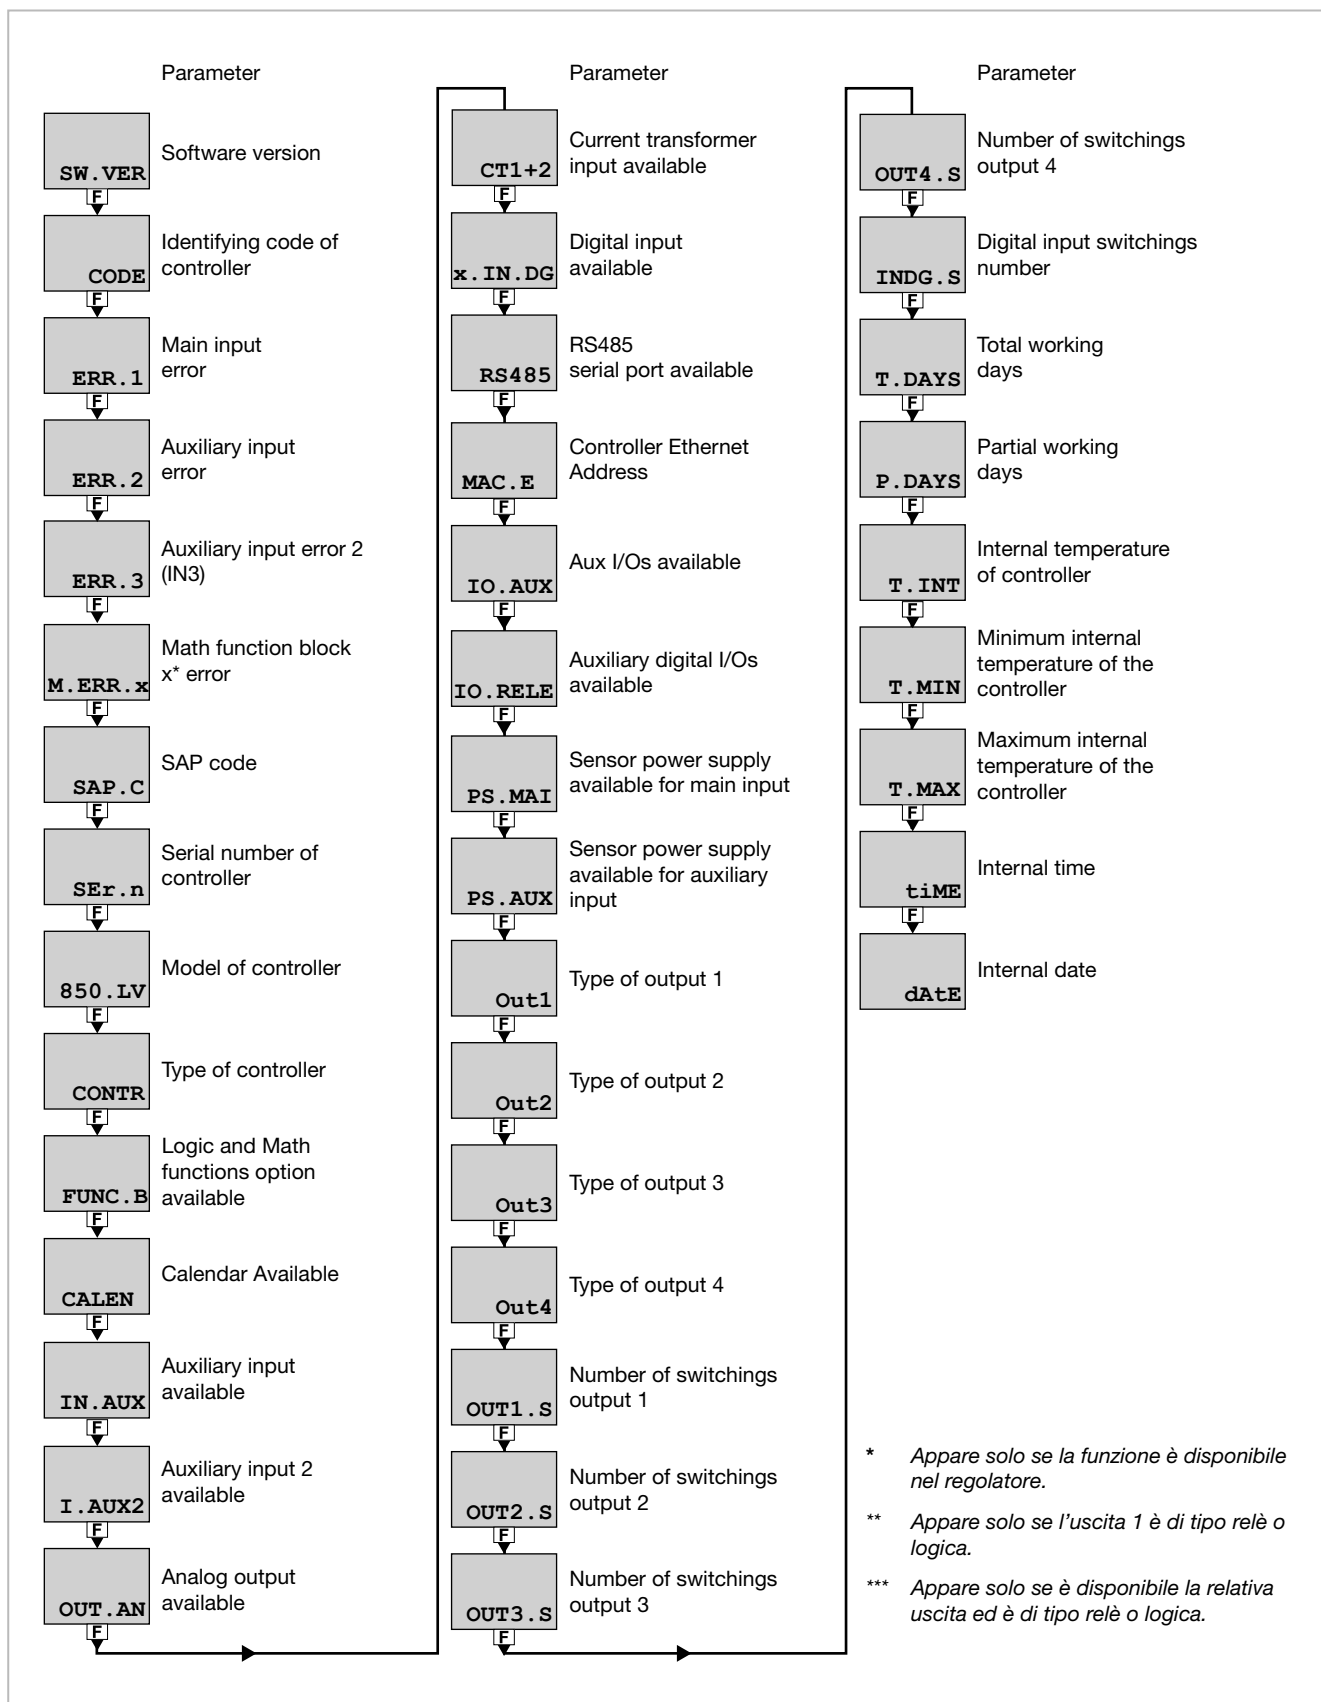 Parameter
SW.VER
Software version
F
CODE
Identifying code of
controller
F
ERR.1
Main input
error
F
ERR.2
Auxiliary input
error
F
ERR.3
Auxiliary input error 2
(IN3)
F
M.ERR.x
Math function block
x* error
F
SAP.C
SAP code
F
SEr.n
Serial number of
controller
F
850.LV
Model of controller
F
CONTR
Type of controller
F
FUNC.B
Logic and Math
functions option
available
F
CALEN
Calendar Available
F
IN.AUX
Auxiliary input
available
F
I.AUX2
Auxiliary input 2
available
F
OUT.AN
Analog output
available
F
Parameter
CT1+2
Current transformer
input available
F
x.IN.DG
Digital input
available
F
RS485
RS485
serial port available
F
MAC.E
Controller Ethernet
Address
F
IO.AUX
Aux I/Os available
F
IO.RELE
Auxiliary digital I/Os
available
F
PS.MAI
Sensor power supply
available for main input
F
PS.AUX
Sensor power supply
available for auxiliary
input
F
Out1
Type of output 1
F
Out2
Type of output 2
F
Out3
Type of output 3
F
Out4
Type of output 4
F
OUT1.S
Number of switchings
output 1
F
OUT2.S
Number of switchings
output 2
F
OUT3.S
Number of switchings
output 3
F
Parameter
OUT4.S
Number of switchings
output 4
F
INDG.S
Digital input switchings
number
F
T.DAYS
Total working
days
F
P.DAYS
Partial working
days
F
T.INT
Internal temperature
of controller
F
T.MIN
Minimum internal
temperature of the
controller
F
T.MAX
Maximum internal
temperature of the
controller
F
tiME
Internal time
F
dAtE
Internal date
* Appare solo se la funzione è disponibile
nel regolatore.
** Appare solo se l'uscita 1 è di tipo relè o
logica.
*** Appare solo se è disponibile la relativa
uscita ed è di tipo relè o logica.